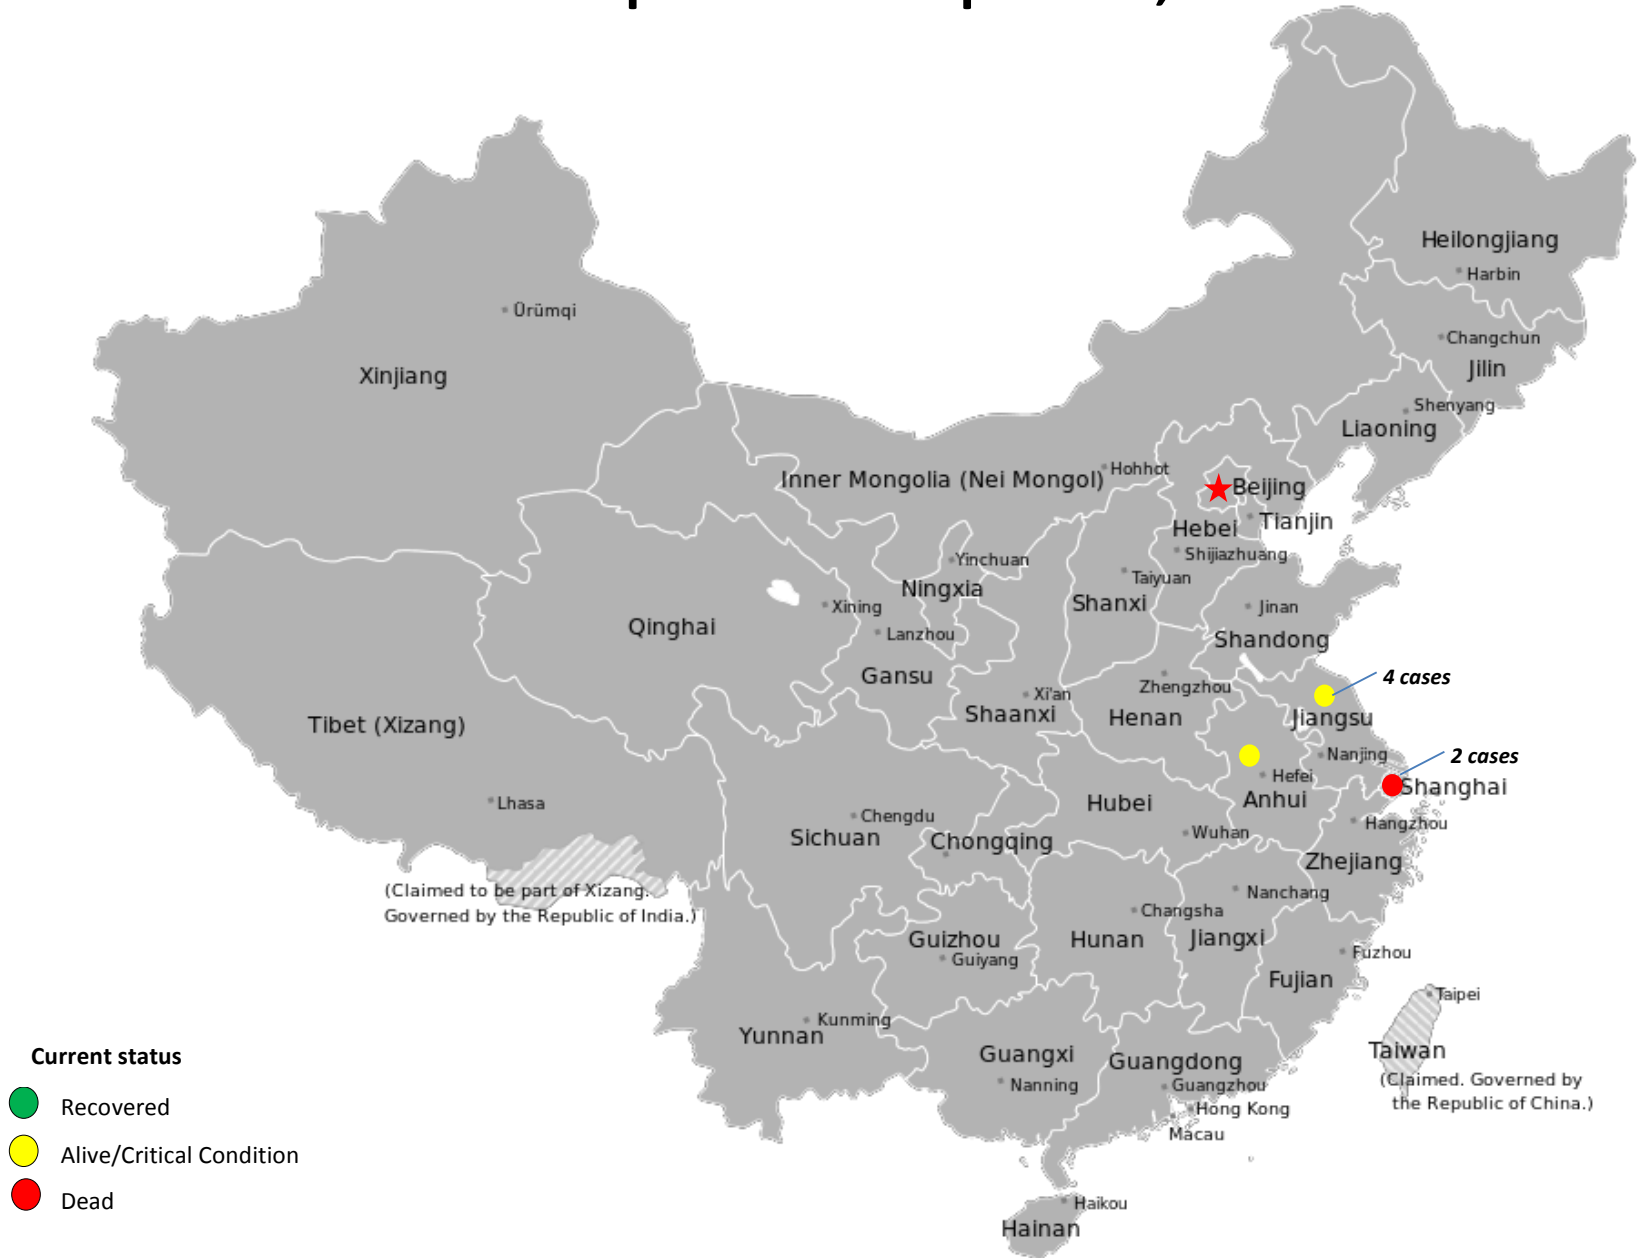 Heilongjiang
Harbin
Ürümqi
Changchun
Jilin
Xinjiang
Shenyang
Liaoning
Hohhot
Inner Mongolia (Nei Mongol)
Beijing
Tianjin
Hebei
Shijiazhuang
Yinchuan
Taiyuan
Ningxia
Shanxi
Xining
Jinan
Qinghai
Lanzhou
Shandong
Gansu
4 cases
Zhengzhou
Xi'an
Shaanxi
Henan
Jiangsu
Tibet (Xizang)
Nanjing
2 cases
Hefei
Shanghai
Anhui
Lhasa
Hubei
Chengdu
Hangzhou
Sichuan
Chongqing
Wuhan
Zhejiang
(Claimed to be part of Xizang.
Governed by the Republic of India.)
Nanchang
Changsha
Guizhou
Hunan
Jiangxi
Guiyang
Fuzhou
Fujian
Taipei
Kunming
Yunnan
Guangxi
Guangdong
Taiwan
(Claimed. Governed by
the Republic of China.)
Nanning
Guangzhou
Hong Kong
Macau
Haikou
Hainan
Current status
Recovered
Alive/Critical Condition
Dead